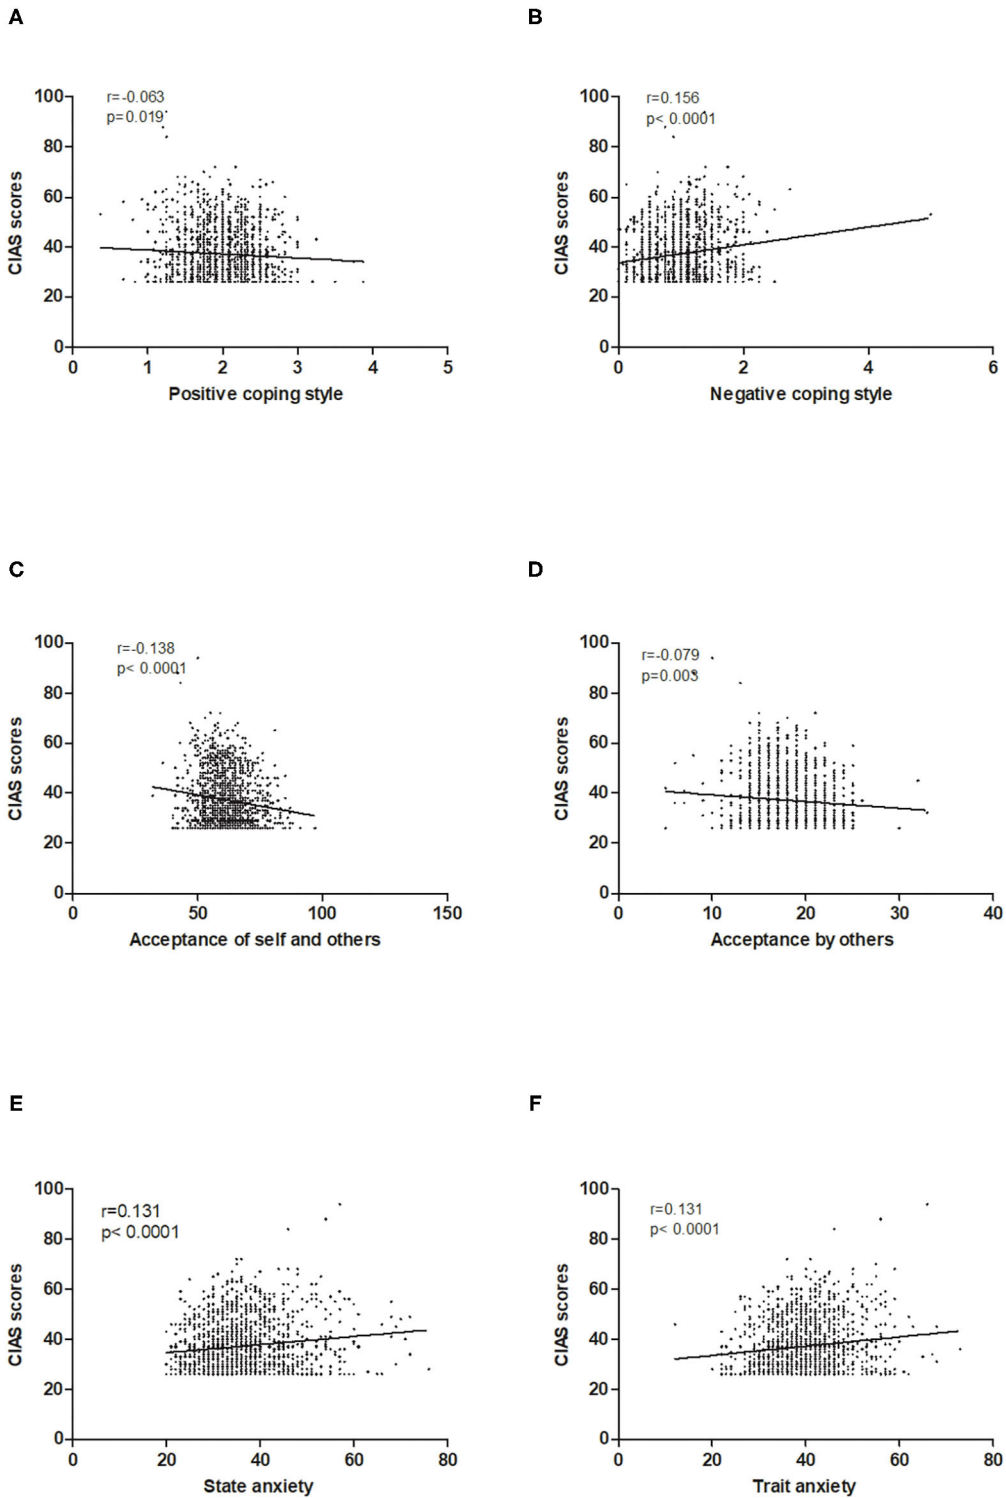 A
r=-0.063
p=0.019
100
80
60
40
20
0
CIAS scores
0 1 2 3 4 5
Positive coping style
B
r=0.156
p< 0.0001
100
80
60
40
20
0
CIAS scores
0 2 4 6
Negative coping style
C
r=-0.138
p< 0.0001
100
80
60
40
20
0
CIAS scores
0 50 100 150
Acceptance of self and others
D
r=-0.079
p=0.003
100
80
60
40
20
0
CIAS scores
0 10 20 30 40
Acceptance by others
E
r=0.131
p< 0.0001
100
80
60
40
20
0
CIAS scores
0 20 40 60 80
State anxiety
F
r=0.131
p< 0.0001
100
80
60
40
20
0
CIAS scores
0 20 40 60 80
Trait anxiety